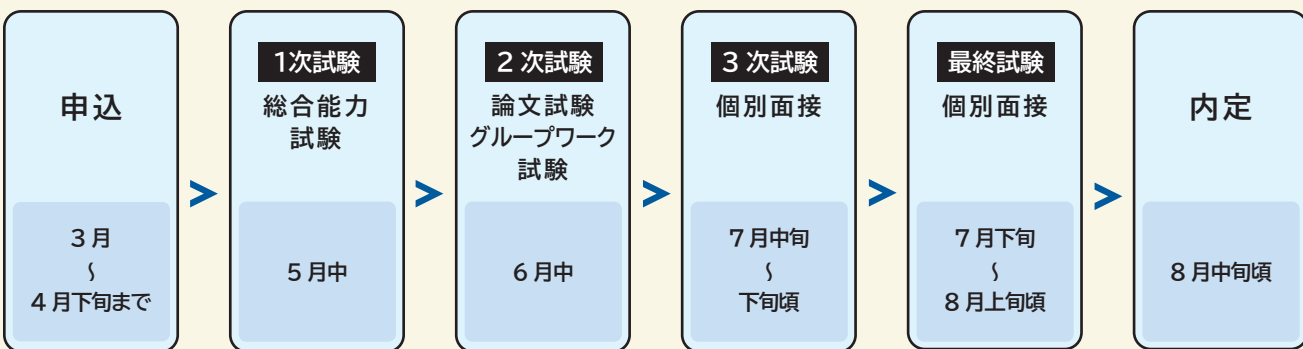 申込
3月
〜
4月下旬まで
>
1次試験
総合能力
試験
5月中
>
2次試験
論文試験
グループワーク
試験
6月中
>
3次試験
個別面接
7月中旬
〜
下旬頃
>
最終試験
個別面接
7月下旬
〜
8月上旬頃
>
内定
8月中旬頃